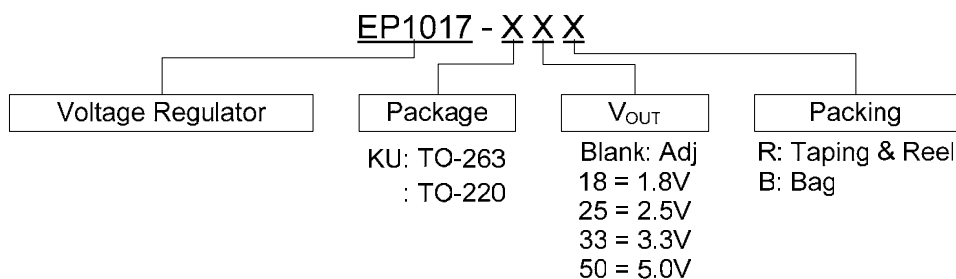 EP1017 - X X X
Voltage Regulator
Package
KU: TO-263
: TO-220
VOUT
Blank: Adj
18 = 1.8V
25 = 2.5V
33 = 3.3V
50 = 5.0V
Packing
R: Taping & Reel
B: Bag